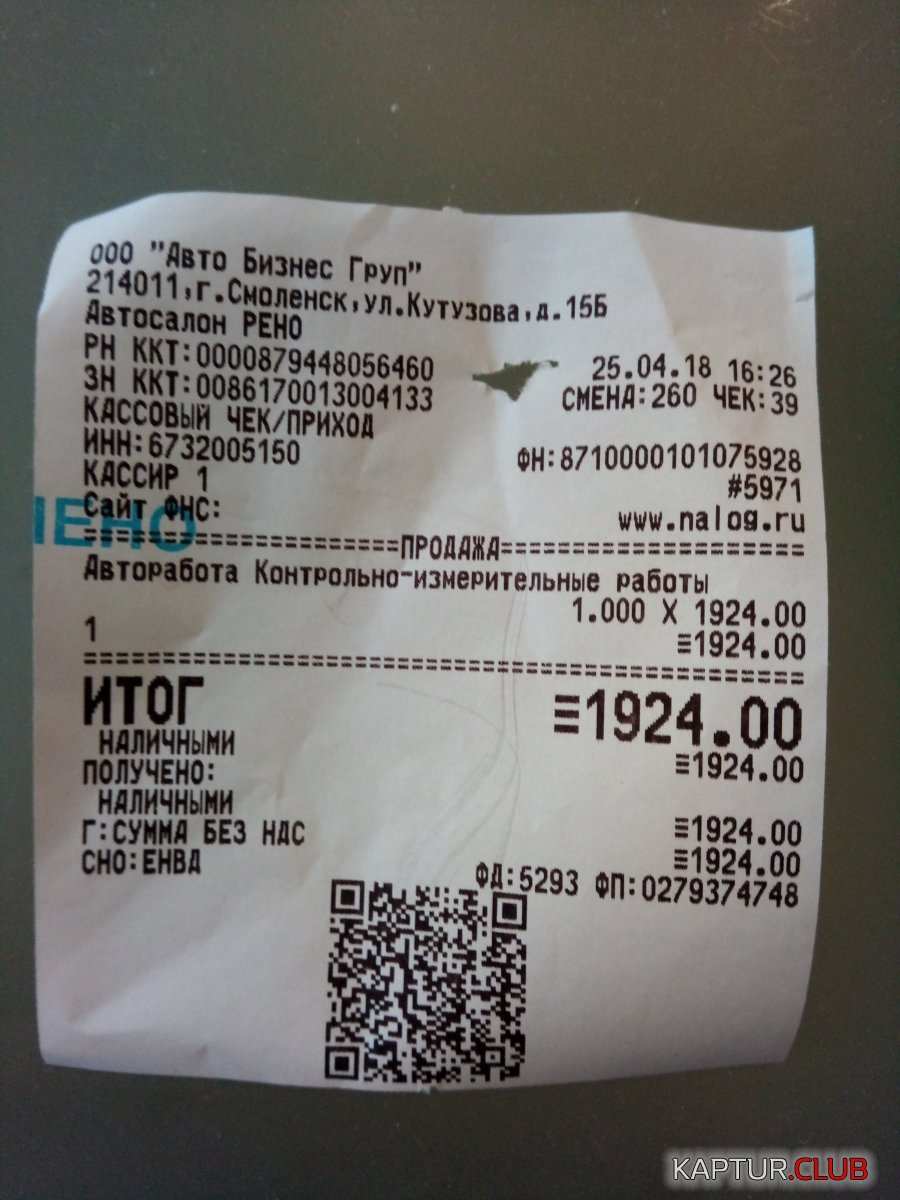 ООО "Авто Бизнес Груп"
214011,г.Смоленск,ул.Кутузова,д.15Б
Автосалон РЕНО
РН ККТ:0000879448056460 25.04.18 16:26
ЗН ККТ:0086170013004133 СМЕНА:260 ЧЕК:39
КАССОВЫЙ ЧЕК/ПРИХОД
ИНН:6732005150 ФН:8710000101075928
КАССИР 1 #5971
Сайт ФНС: www.nalog.ru
====================ПРОДАЖА====================
Авторабота Контрольно-измерительные работы
1.000 X 1924.00
1 ≡1924.00
ИТОГ ≡1924.00
НАЛИЧНЫМИ ≡1924.00
ПОЛУЧЕНО:
НАЛИЧНЫМИ ≡1924.00
Г:СУММА БЕЗ НДС ≡1924.00
СНО:ЕНВД ФД:5293 ФП:0279374748
KAPTUR.CLUB